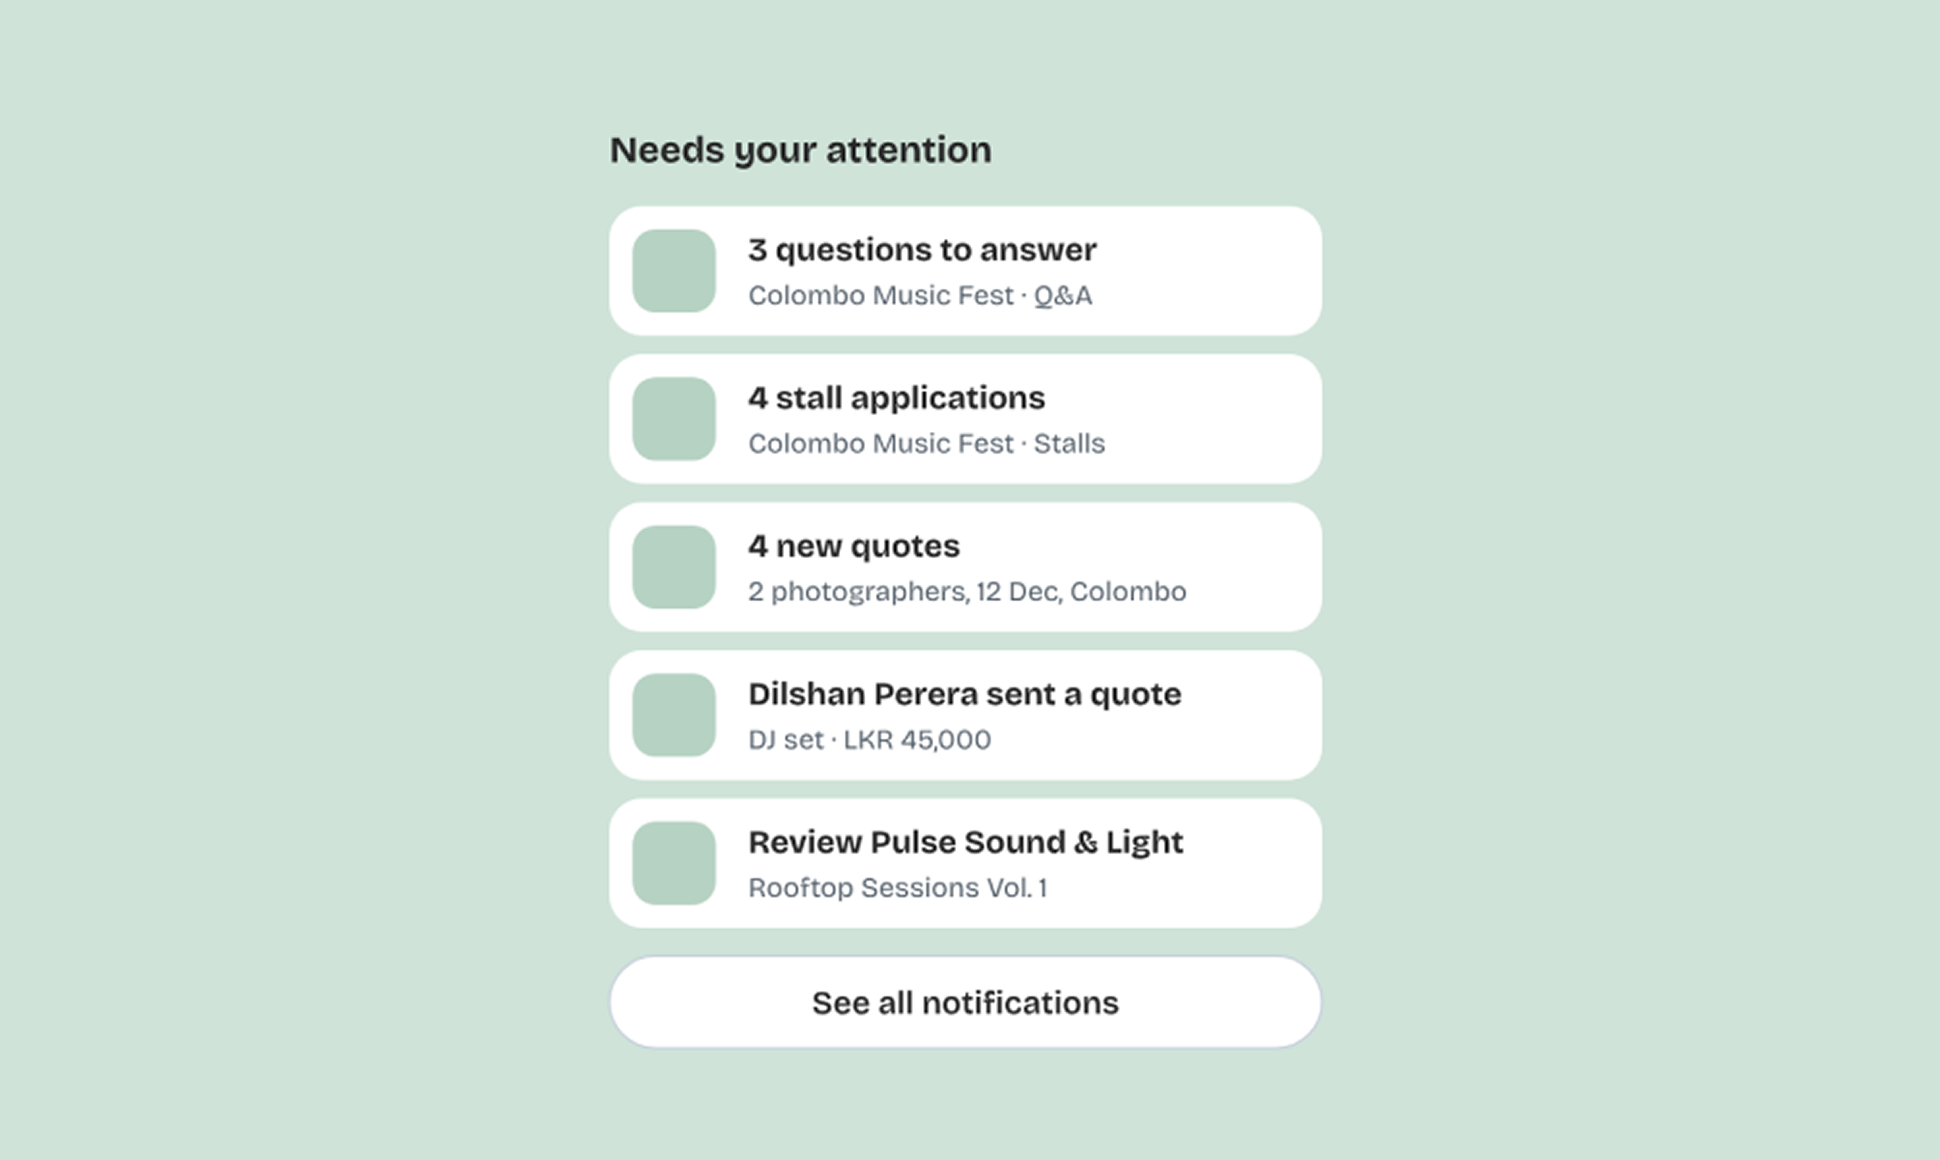 Needs your attention
3 questions to answer
Colombo Music Fest · Q&A
4 stall applications
Colombo Music Fest · Stalls
4 new quotes
2 photographers, 12 Dec, Colombo
Dilshan Perera sent a quote
DJ set · LKR 45,000
Review Pulse Sound & Light
Rooftop Sessions Vol. 1
See all notifications